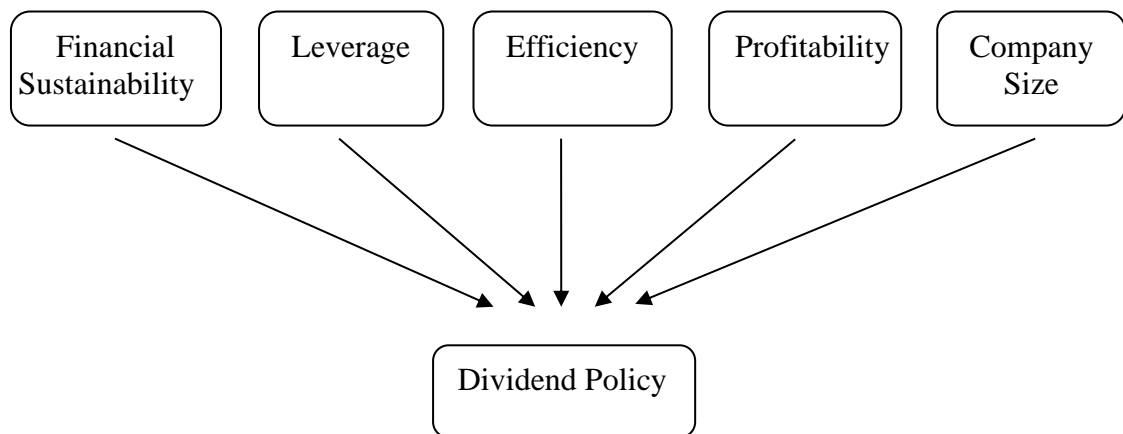 Financial
Sustainability
Leverage
Efficiency
Profitability
Company
Size
Dividend Policy